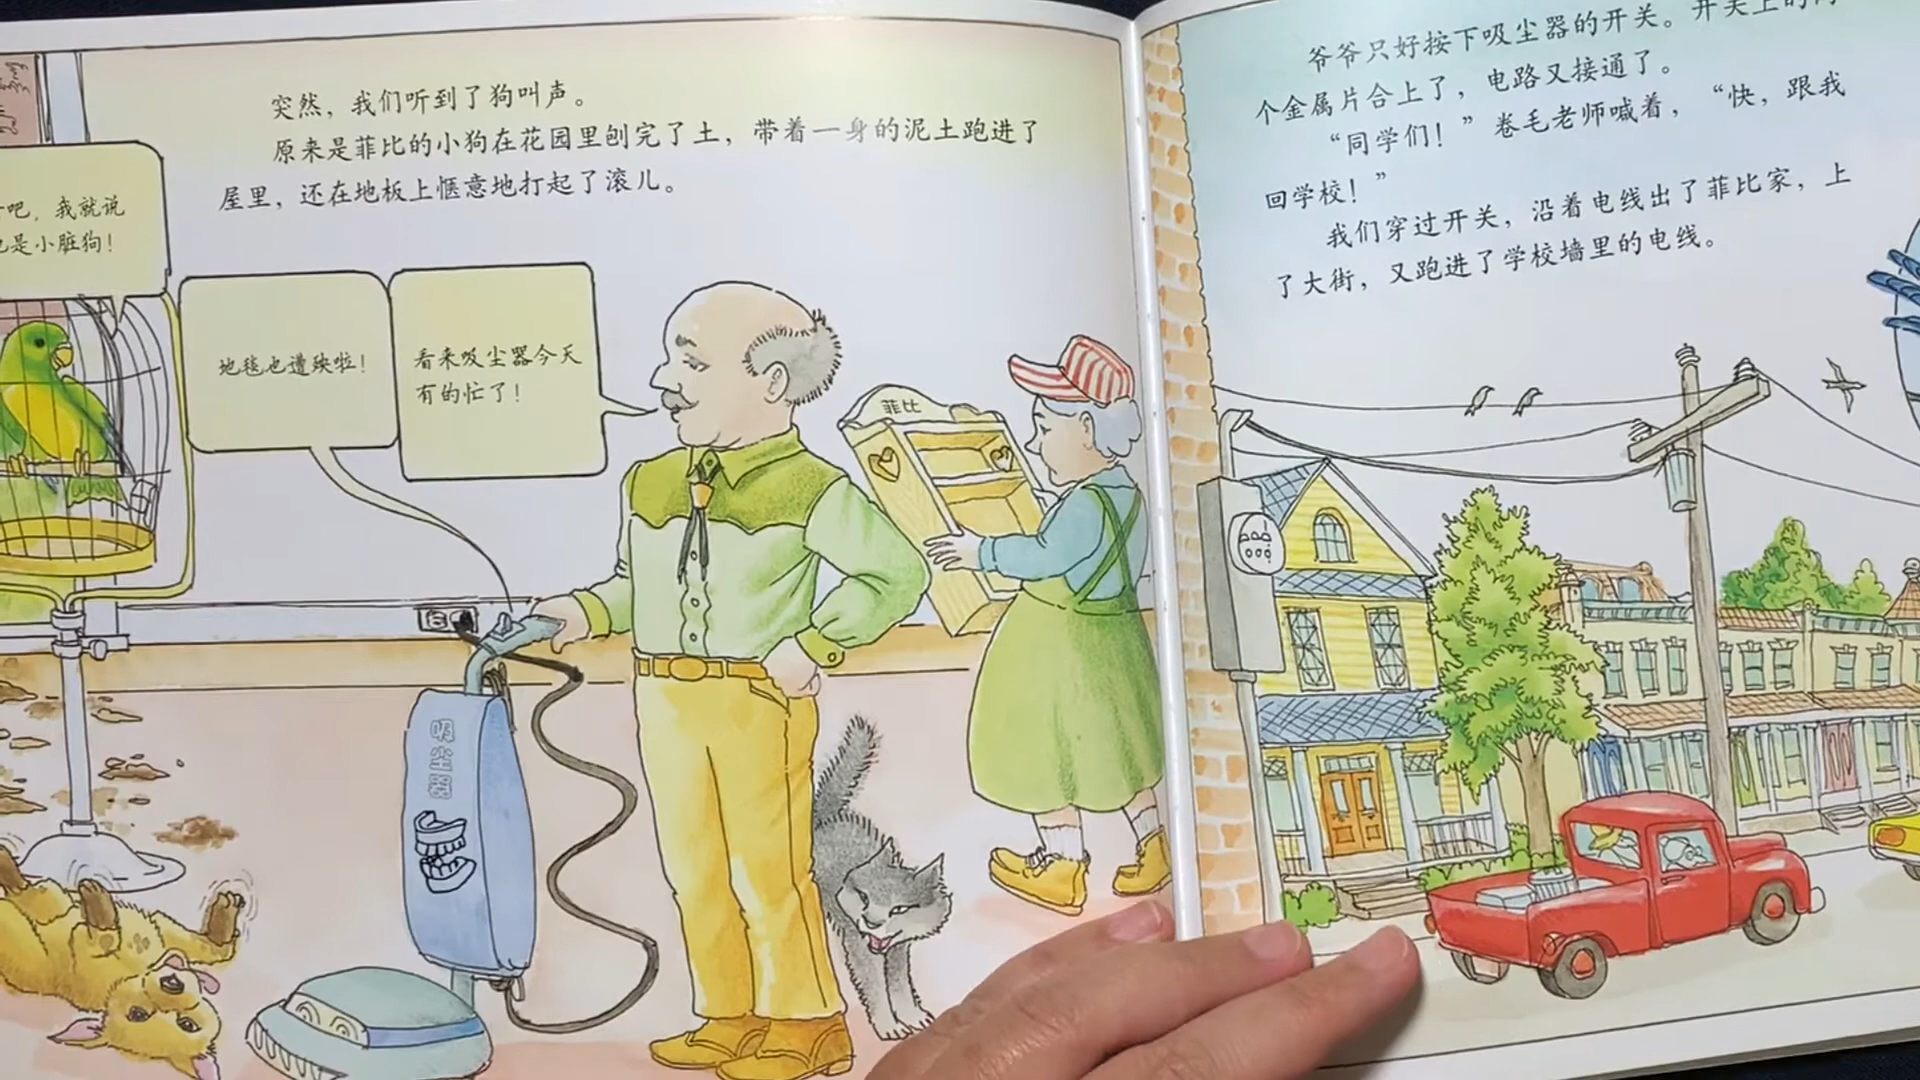 突然，我们听到了狗叫声。
原来是菲比的小狗在花园里刨完了土，带着一身的泥土跑进了
屋里，还在地板上惬意地打起了滚儿。
吧，我就说
是小脏狗！
地毯也遭殃啦！
看来吸尘器今天
有的忙了！
菲比
吸尘器
爷爷只好按下吸尘器的开关。开关上的两
个金属片合上了，电路又接通了。
“同学们！”卷毛老师喊着，“快，跟我
回学校！”
我们穿过开关，沿着电线出了菲比家，上
了大街，又跑进了学校墙里的电线。